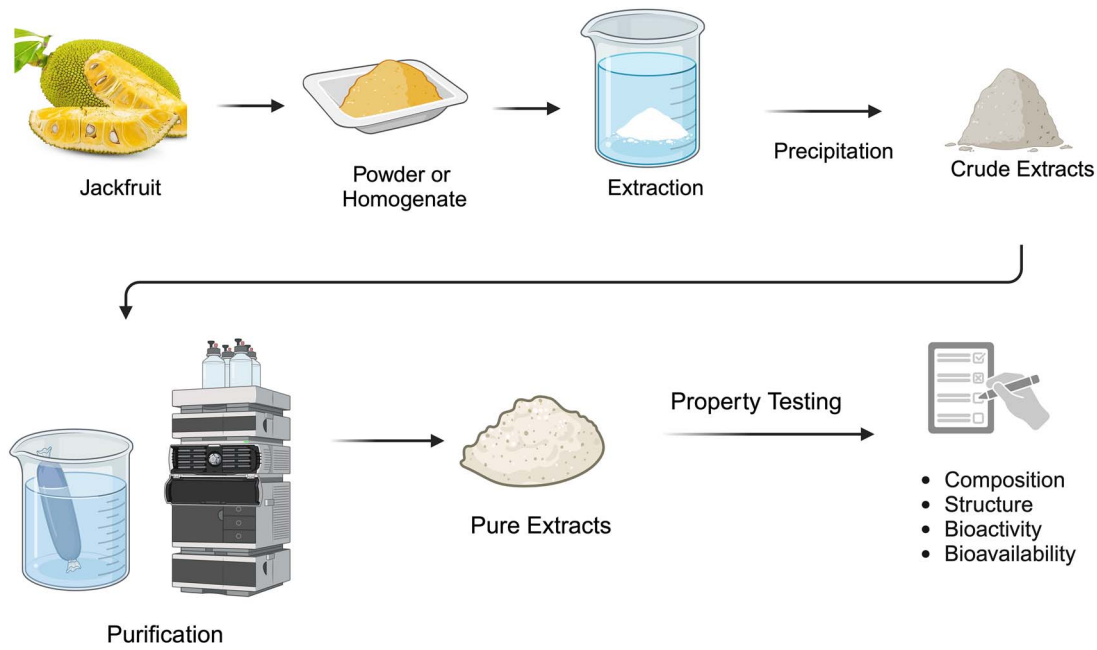 Jackfruit
Powder or
Homogenate
Extraction
Precipitation
Crude Extracts
Purification
Pure Extracts
Property Testing
• Composition
• Structure
• Bioactivity
• Bioavailability